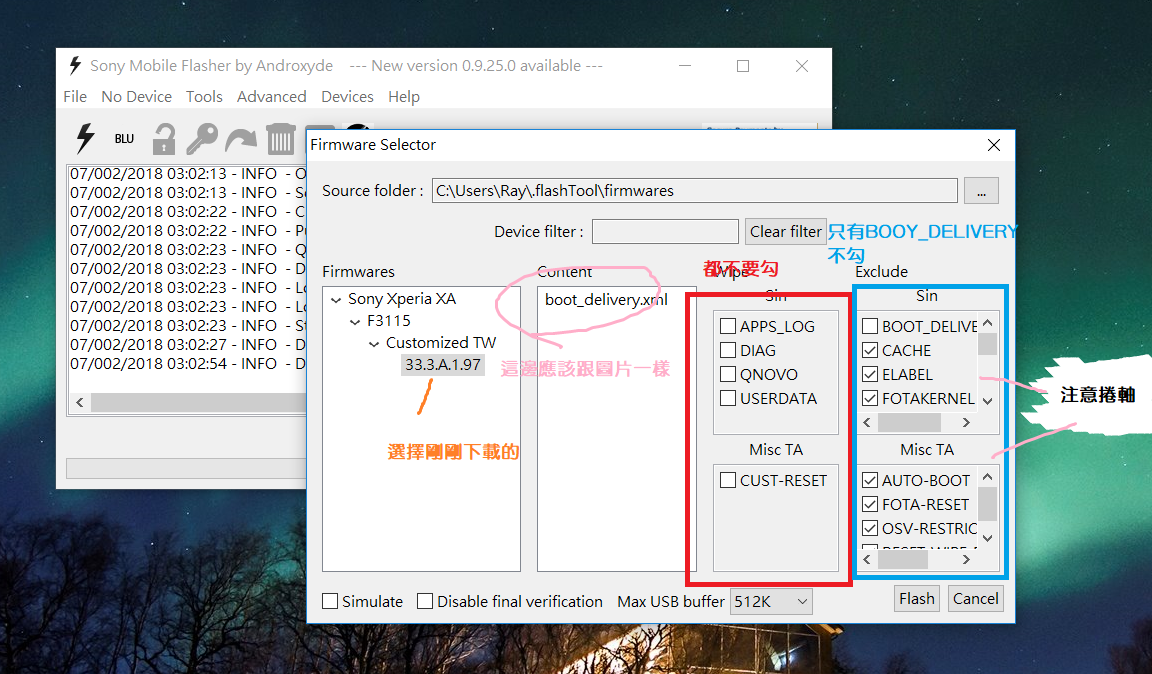 Sony Mobile Flasher by Androxyde --- New version 0.9.25.0 available ---
File No Device Tools Advanced Devices Help
BLU
07/002/2018 03:02:13 - INFO - O
07/002/2018 03:02:13 - INFO - S
07/002/2018 03:02:22 - INFO - C
07/002/2018 03:02:22 - INFO - P
07/002/2018 03:02:23 - INFO - Q
07/002/2018 03:02:23 - INFO - D
07/002/2018 03:02:23 - INFO - Lo
07/002/2018 03:02:23 - INFO - Lo
07/002/2018 03:02:23 - INFO - St
07/002/2018 03:02:27 - INFO - D
07/002/2018 03:02:54 - INFO - D
Firmware Selector
Source folder : C:\Users\Ray\.flashTool\firmwares ...
Device filter : Clear filter
只有BOOY_DELIVERY
不勾
Firmwares
Sony Xperia XA
F3115
Customized TW
33.3.A.1.97
選擇剛剛下載的
Content
boot_delivery.xml
這邊應該跟圖片一樣
都不要勾
Wipe
Sin
APPS_LOG
DIAG
QNOVO
USERDATA
Misc TA
CUST-RESET
Exclude
Sin
BOOT_DELIVE
CACHE
ELABEL
FOTAKERNEL
Misc TA
AUTO-BOOT
FOTA-RESET
OSV-RESTRIC
RESET-WIPE-
注意捲軸
Simulate Disable final verification Max USB buffer 512K Flash Cancel